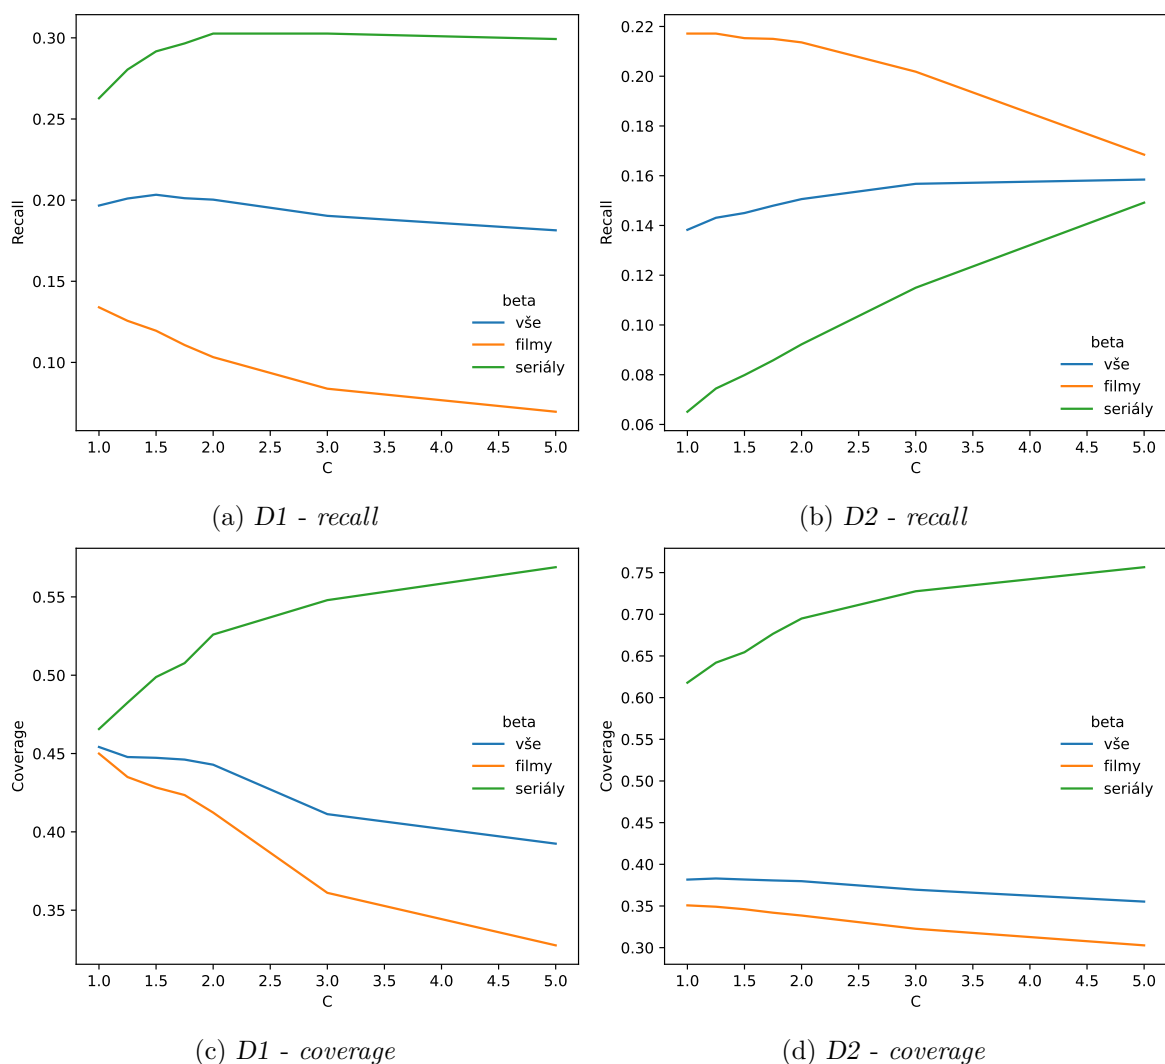 0.30
0.25
0.20
0.15
0.10
Recall
1.0 1.5 2.0 2.5 3.0 3.5 4.0 4.5 5.0
C
beta
vše
filmy
seriály
(a) D1 - recall
0.22
0.20
0.18
0.16
0.14
0.12
0.10
0.08
0.06
Recall
1.0 1.5 2.0 2.5 3.0 3.5 4.0 4.5 5.0
C
beta
vše
filmy
seriály
(b) D2 - recall
0.55
0.50
0.45
0.40
0.35
Coverage
1.0 1.5 2.0 2.5 3.0 3.5 4.0 4.5 5.0
C
beta
vše
filmy
seriály
(c) D1 - coverage
0.75
0.70
0.65
0.60
0.55
0.50
0.45
0.40
0.35
0.30
Coverage
1.0 1.5 2.0 2.5 3.0 3.5 4.0 4.5 5.0
C
beta
vše
filmy
seriály
(d) D2 - coverage